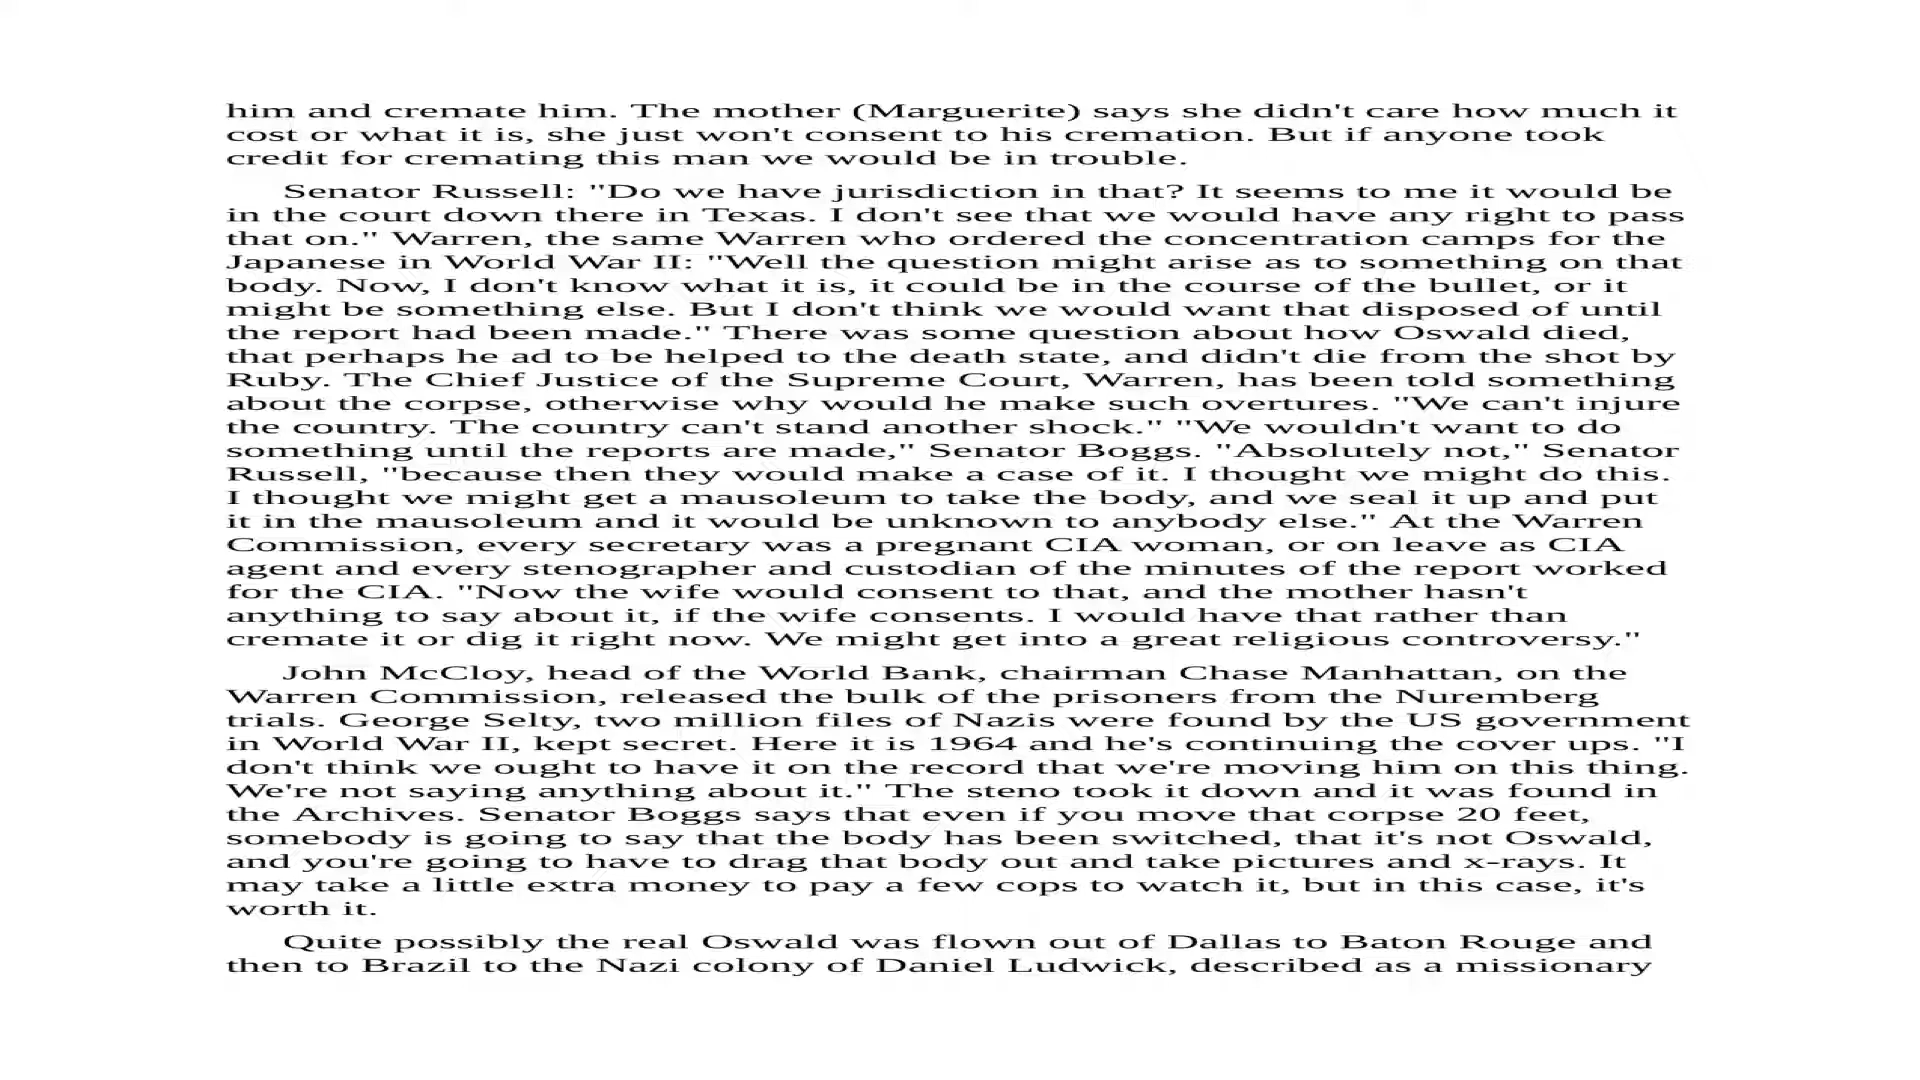 him and cremate him. The mother (Marguerite) says she didn't care how much it
cost or what it is, she just won't consent to his cremation. But if anyone took
credit for cremating this man we would be in trouble.
Senator Russell: "Do we have jurisdiction in that? It seems to me it would be
in the court down there in Texas. I don't see that we would have any right to pass
that on." Warren, the same Warren who ordered the concentration camps for the
Japanese in World War II: "Well the question might arise as to something on that
body. Now, I don't know what it is, it could be in the course of the bullet, or it
might be something else. But I don't think we would want that disposed of until
the report had been made." There was some question about how Oswald died,
that perhaps he ad to be helped to the death state, and didn't die from the shot by
Ruby. The Chief Justice of the Supreme Court, Warren, has been told something
about the corpse, otherwise why would he make such overtures. "We can't injure
the country. The country can't stand another shock." "We wouldn't want to do
something until the reports are made," Senator Boggs. "Absolutely not," Senator
Russell, "because then they would make a case of it. I thought we might do this.
I thought we might get a mausoleum to take the body, and we seal it up and put
it in the mausoleum and it would be unknown to anybody else." At the Warren
Commission, every secretary was a pregnant CIA woman, or on leave as CIA
agent and every stenographer and custodian of the minutes of the report worked
for the CIA. "Now the wife would consent to that, and the mother hasn't
anything to say about it, if the wife consents. I would have that rather than
cremate it or dig it right now. We might get into a great religious controversy."
John McCloy, head of the World Bank, chairman Chase Manhattan, on the
Warren Commission, released the bulk of the prisoners from the Nuremberg
trials. George Selty, two million files of Nazis were found by the US government
in World War II, kept secret. Here it is 1964 and he's continuing the cover ups. "I
don't think we ought to have it on the record that we're moving him on this thing.
We're not saying anything about it." The steno took it down and it was found in
the Archives. Senator Boggs says that even if you move that corpse 20 feet,
somebody is going to say that the body has been switched, that it's not Oswald,
and you're going to have to drag that body out and take pictures and x-rays. It
may take a little extra money to pay a few cops to watch it, but in this case, it's
worth it.
Quite possibly the real Oswald was flown out of Dallas to Baton Rouge and
then to Brazil to the Nazi colony of Daniel Ludwick, described as a missionary